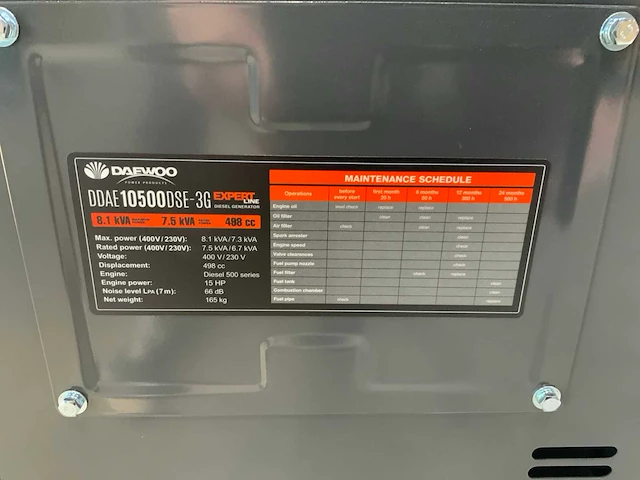 DAEWOO
POWER PRODUCTS
DDAE10500DSE-3G EXPERT LINE
DIESEL GENERATOR
8.1 kVA 7.5 kVA 498 cc
Max. power (400V/230V): 8.1 kVA/7.3 kVA
Rated power (400V/230V): 7.5 kVA/6.7 kVA
Voltage: 400 V/230 V
Displacement: 498 cc
Engine: Diesel 500 series
Engine power: 15 HP
Noise level LPA (7m): 66 dB
Net weight: 165 kg
MAINTENANCE SCHEDULE
Operations before every start first month 20 h 6 months 12 months 24 months
Engine oil level check replace replace
Oil filter clean clean replace
Air filter check clean replace
Spark arrester clean
Engine speed check
Valve clearances check
Fuel pump nozzle check
Fuel filter check replace
Fuel tank clean
Combustion chamber clean
Fuel pipe check replace